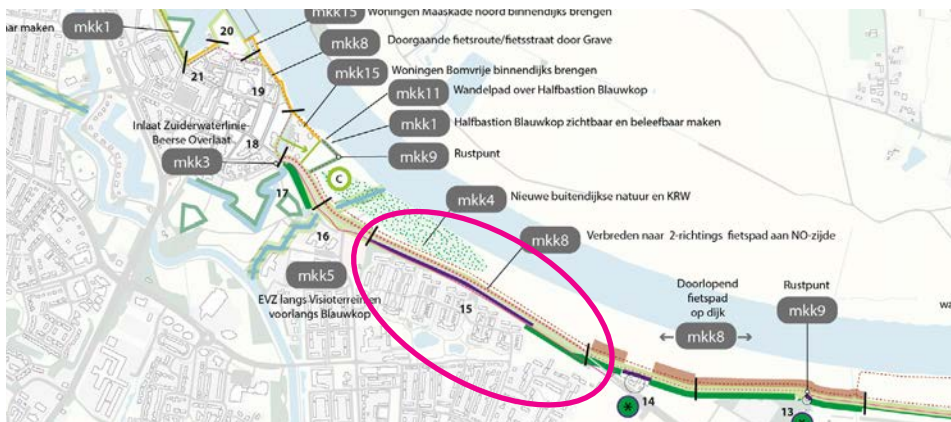 mkk1
aar maken
20
21
19
18
mkk15 Woningen Maaskade noord binnendijks brengen
mkk8 Doorgaande fietsroute/fietsstraat door Grave
mkk15 Woningen Bomvrije binnendijks brengen
mkk11 Wandelpad over Halfbastion Blauwkop
mkk1 Halfbastion Blauwkop zichtbaar en beleefbaar maken
mkk9 Rustpunt
Inlaat Zuiderwaterlinie-
Beerse Overlaat
mkk3
C
17
mkk4 Nieuwe buitendijkse natuur en KRW
16
mkk8 Verbreden naar 2-richtings fietspad aan NO-zijde
mkk5
EVZ langs Visioterrein en
voorlangs Blauwkop
15
Doorlopend
fietspad
op dijk
mkk8
Rustpunt
mkk9
wa
14
13